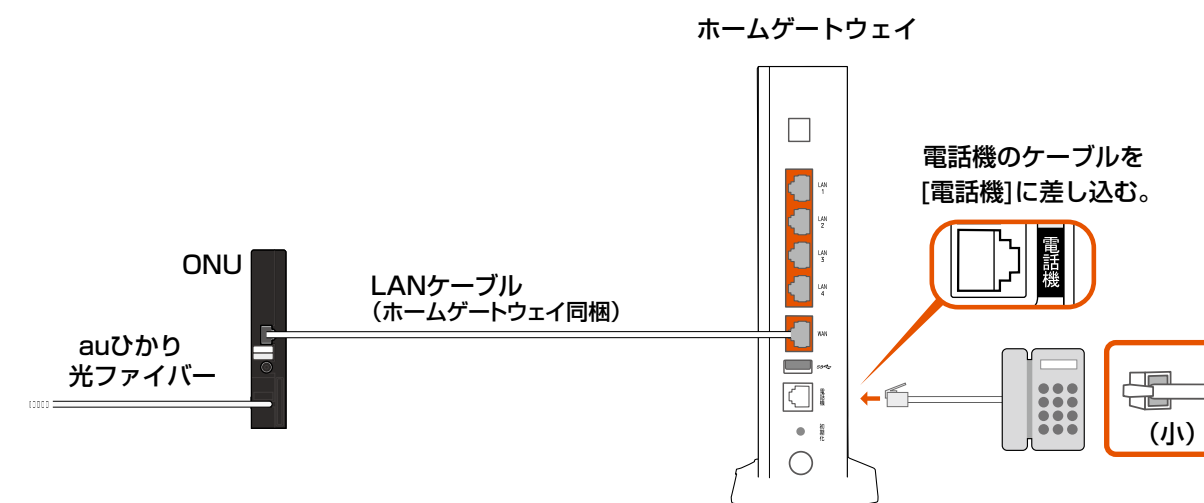 ホームゲートウェイ
電話機のケーブルを
[電話機]に差し込む。
電話機
ONU
LANケーブル
（ホームゲートウェイ同梱）
auひかり
光ファイバー
LAN
1
LAN
2
LAN
3
LAN
4
WAN
電話機
初期化
（小）